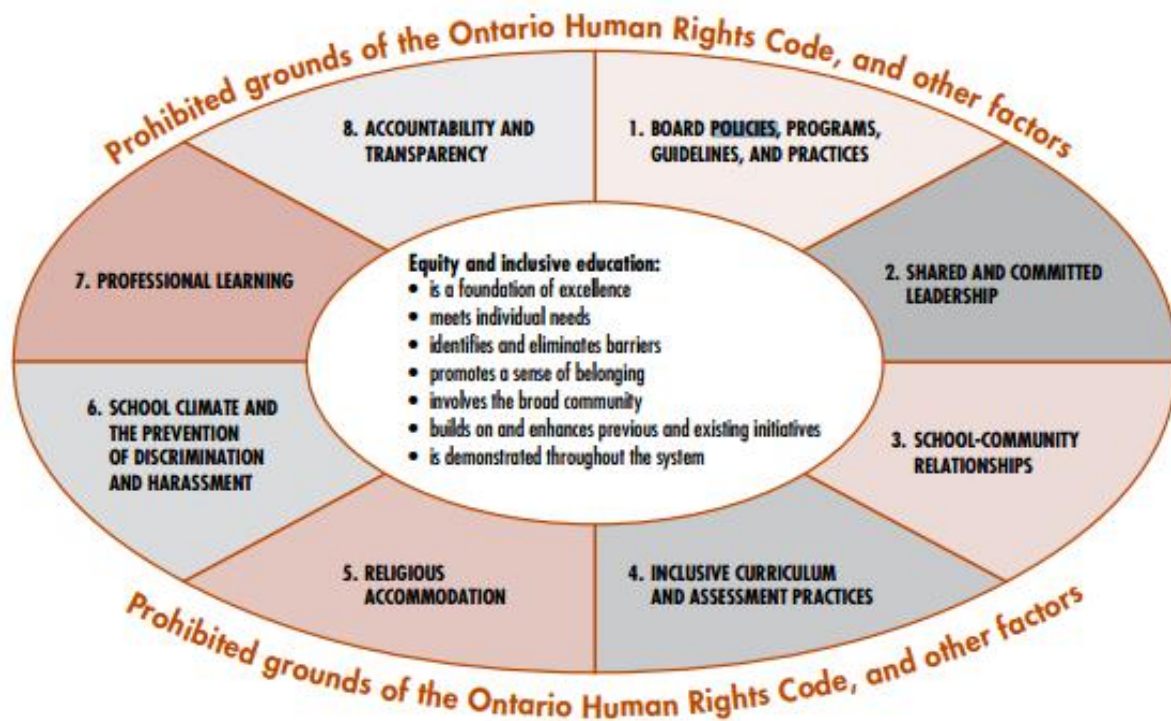 Prohibited grounds of the Ontario Human Rights Code, and other factors
8. ACCOUNTABILITY AND
TRANSPARENCY
1. BOARD POLICIES, PROGRAMS,
GUIDELINES, AND PRACTICES
7. PROFESSIONAL LEARNING
2. SHARED AND COMMITTED
LEADERSHIP
Equity and inclusive education:
• is a foundation of excellence
• meets individual needs
• identifies and eliminates barriers
• promotes a sense of belonging
• involves the broad community
• builds on and enhances previous and existing initiatives
• is demonstrated throughout the system
6. SCHOOL CLIMATE AND
THE PREVENTION
OF DISCRIMINATION
AND HARASSMENT
3. SCHOOL-COMMUNITY
RELATIONSHIPS
5. RELIGIOUS
ACCOMMODATION
4. INCLUSIVE CURRICULUM
AND ASSESSMENT PRACTICES
Prohibited grounds of the Ontario Human Rights Code, and other factors